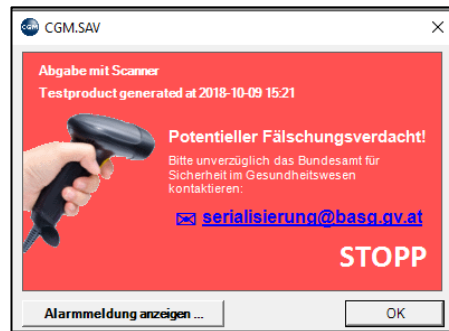 CGM CGM.SAV
Abgabe mit Scanner
Testproduct generated at 2018-10-09 15:21
Potentieller Fälschungsverdacht!
Bitte unverzüglich das Bundesamt für
Sicherheit im Gesundheitswesen
kontaktieren:
serialisierung@basg.gv.at
STOPP
Alarmmeldung anzeigen ... OK